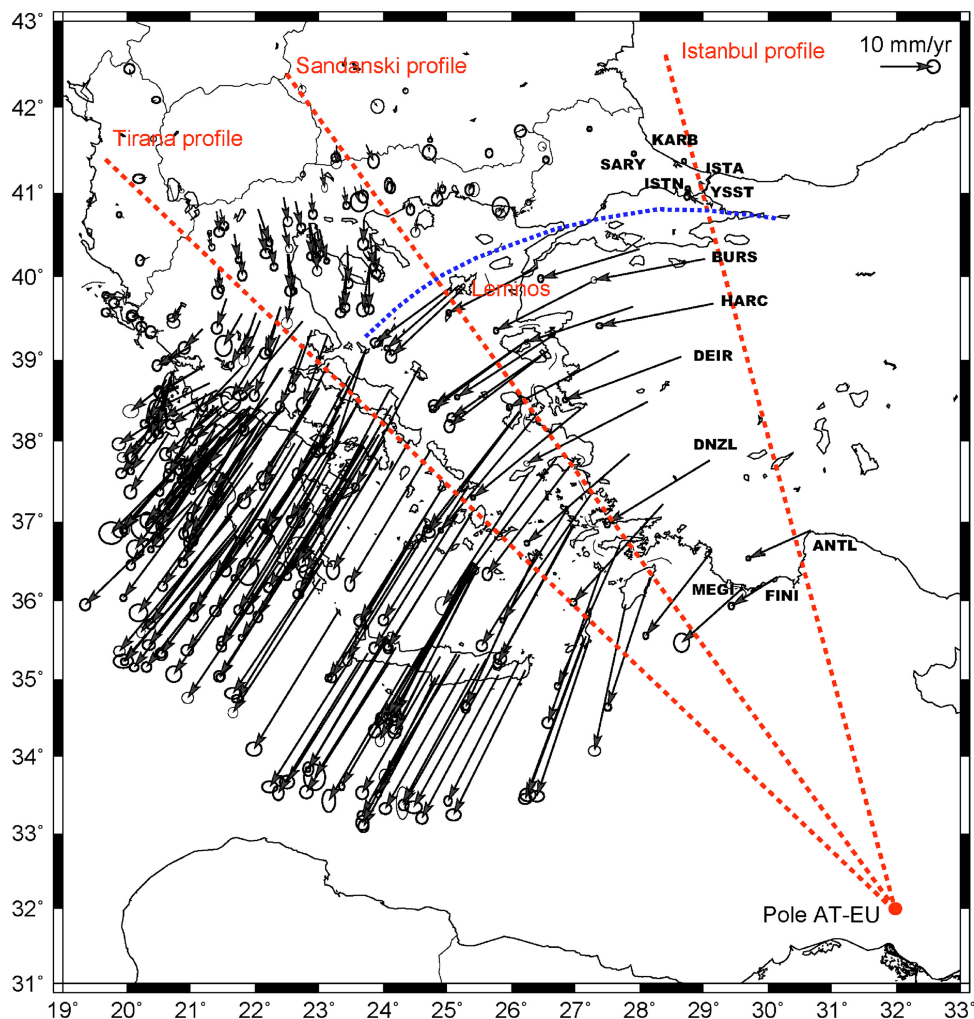 43°
42°
41°
40°
39°
38°
37°
36°
35°
34°
33°
32°
31°
Istanbul profile
10 mm/yr
Sandanski profile
Tirana profile
KARB
SARY
ISTA
ISTN
YSST
BURS
Lemnos
HARC
DEIR
DNZL
ANTL
MEGI
FINI
Pole AT-EU
19° 20° 21° 22° 23° 24° 25° 26° 27° 28° 29° 30° 31° 32° 33°